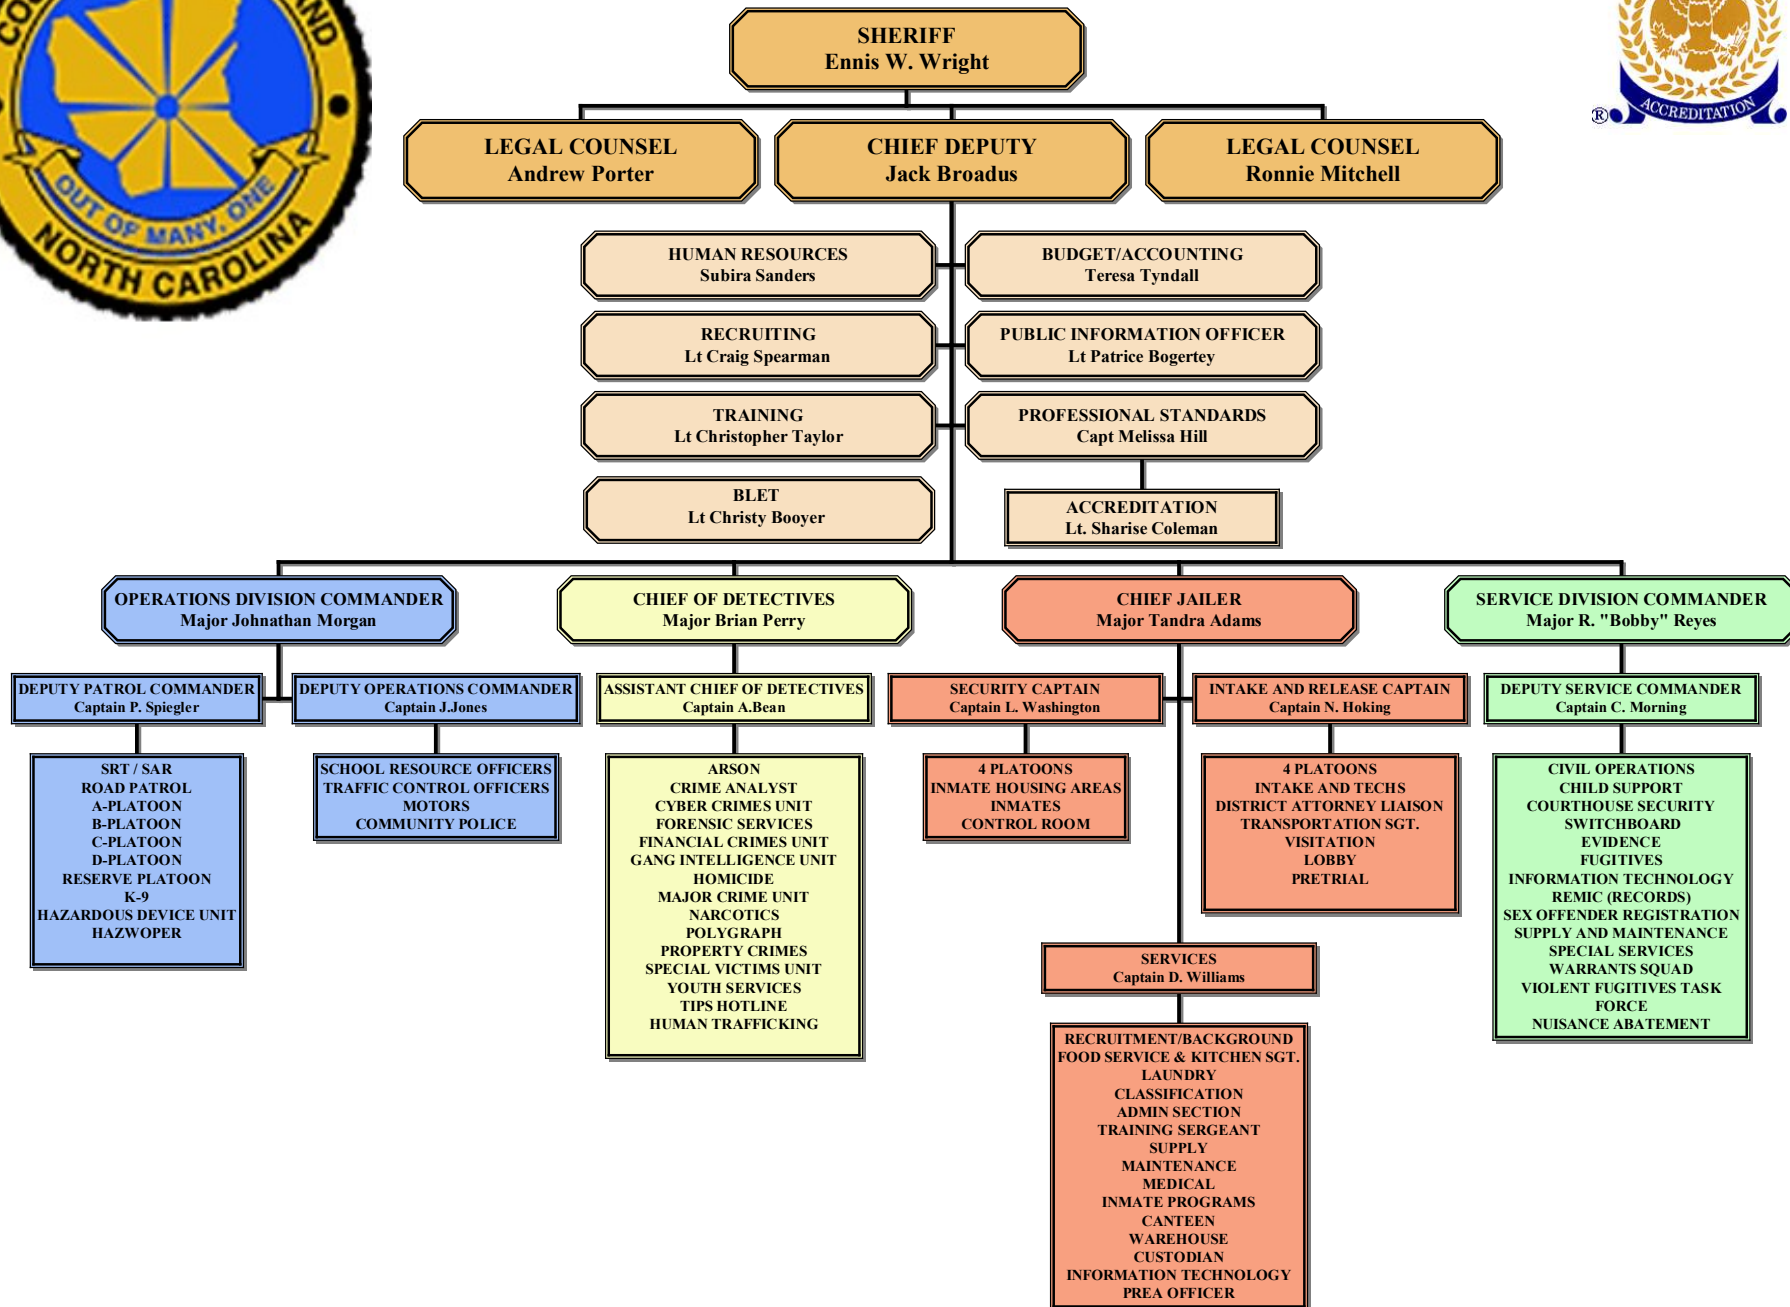 SHERIFF
Ennis W. Wright
LEGAL COUNSEL
Andrew Porter
CHIEF DEPUTY
Jack Broadus
LEGAL COUNSEL
Ronnie Mitchell
HUMAN RESOURCES
Subira Sanders
BUDGET/ACCOUNTING
Teresa Tyndall
RECRUITING
Lt Craig Spearman
PUBLIC INFORMATION OFFICER
Lt Patrice Bogertey
TRAINING
Lt Christopher Taylor
PROFESSIONAL STANDARDS
Capt Melissa Hill
BLET
Lt Christy Booyer
ACCREDITATION
Lt. Sharise Coleman
OPERATIONS DIVISION COMMANDER
Major Johnathan Morgan
CHIEF OF DETECTIVES
Major Brian Perry
CHIEF JAILER
Major Tandra Adams
SERVICE DIVISION COMMANDER
Major R. "Bobby" Reyes
DEPUTY PATROL COMMANDER
Captain P. Spiegler
DEPUTY OPERATIONS COMMANDER
Captain J.Jones
ASSISTANT CHIEF OF DETECTIVES
Captain A.Bean
SECURITY CAPTAIN
Captain L. Washington
INTAKE AND RELEASE CAPTAIN
Captain N. Hoking
DEPUTY SERVICE COMMANDER
Captain C. Morning
SRT / SAR
ROAD PATROL
A-PLATOON
B-PLATOON
C-PLATOON
D-PLATOON
RESERVE PLATOON
K-9
HAZARDOUS DEVICE UNIT
HAZWOPER
SCHOOL RESOURCE OFFICERS
TRAFFIC CONTROL OFFICERS
MOTORS
COMMUNITY POLICE
ARSON
CRIME ANALYST
CYBER CRIMES UNIT
FORENSIC SERVICES
FINANCIAL CRIMES UNIT
GANG INTELLIGENCE UNIT
HOMICIDE
MAJOR CRIME UNIT
NARCOTICS
POLYGRAPH
PROPERTY CRIMES
SPECIAL VICTIMS UNIT
YOUTH SERVICES
TIPS HOTLINE
HUMAN TRAFFICKING
4 PLATOONS
INMATE HOUSING AREAS
INMATES
CONTROL ROOM
4 PLATOONS
INTAKE AND TECHS
DISTRICT ATTORNEY LIAISON
TRANSPORTATION SGT.
VISITATION
LOBBY
PRETRIAL
CIVIL OPERATIONS
CHILD SUPPORT
COURTHOUSE SECURITY
SWITCHBOARD
EVIDENCE
FUGITIVES
INFORMATION TECHNOLOGY
REMIC (RECORDS)
SEX OFFENDER REGISTRATION
SUPPLY AND MAINTENANCE
SPECIAL SERVICES
WARRANTS SQUAD
VIOLENT FUGITIVES TASK
FORCE
NUISANCE ABATEMENT
SERVICES
Captain D. Williams
RECRUITMENT/BACKGROUND
FOOD SERVICE & KITCHEN SGT.
LAUNDRY
CLASSIFICATION
ADMIN SECTION
TRAINING SERGEANT
SUPPLY
MAINTENANCE
MEDICAL
INMATE PROGRAMS
CANTEEN
WAREHOUSE
CUSTODIAN
INFORMATION TECHNOLOGY
PREA OFFICER
OUT OF MANY, ONE
NORTH CAROLINA
ACCREDITATION
®